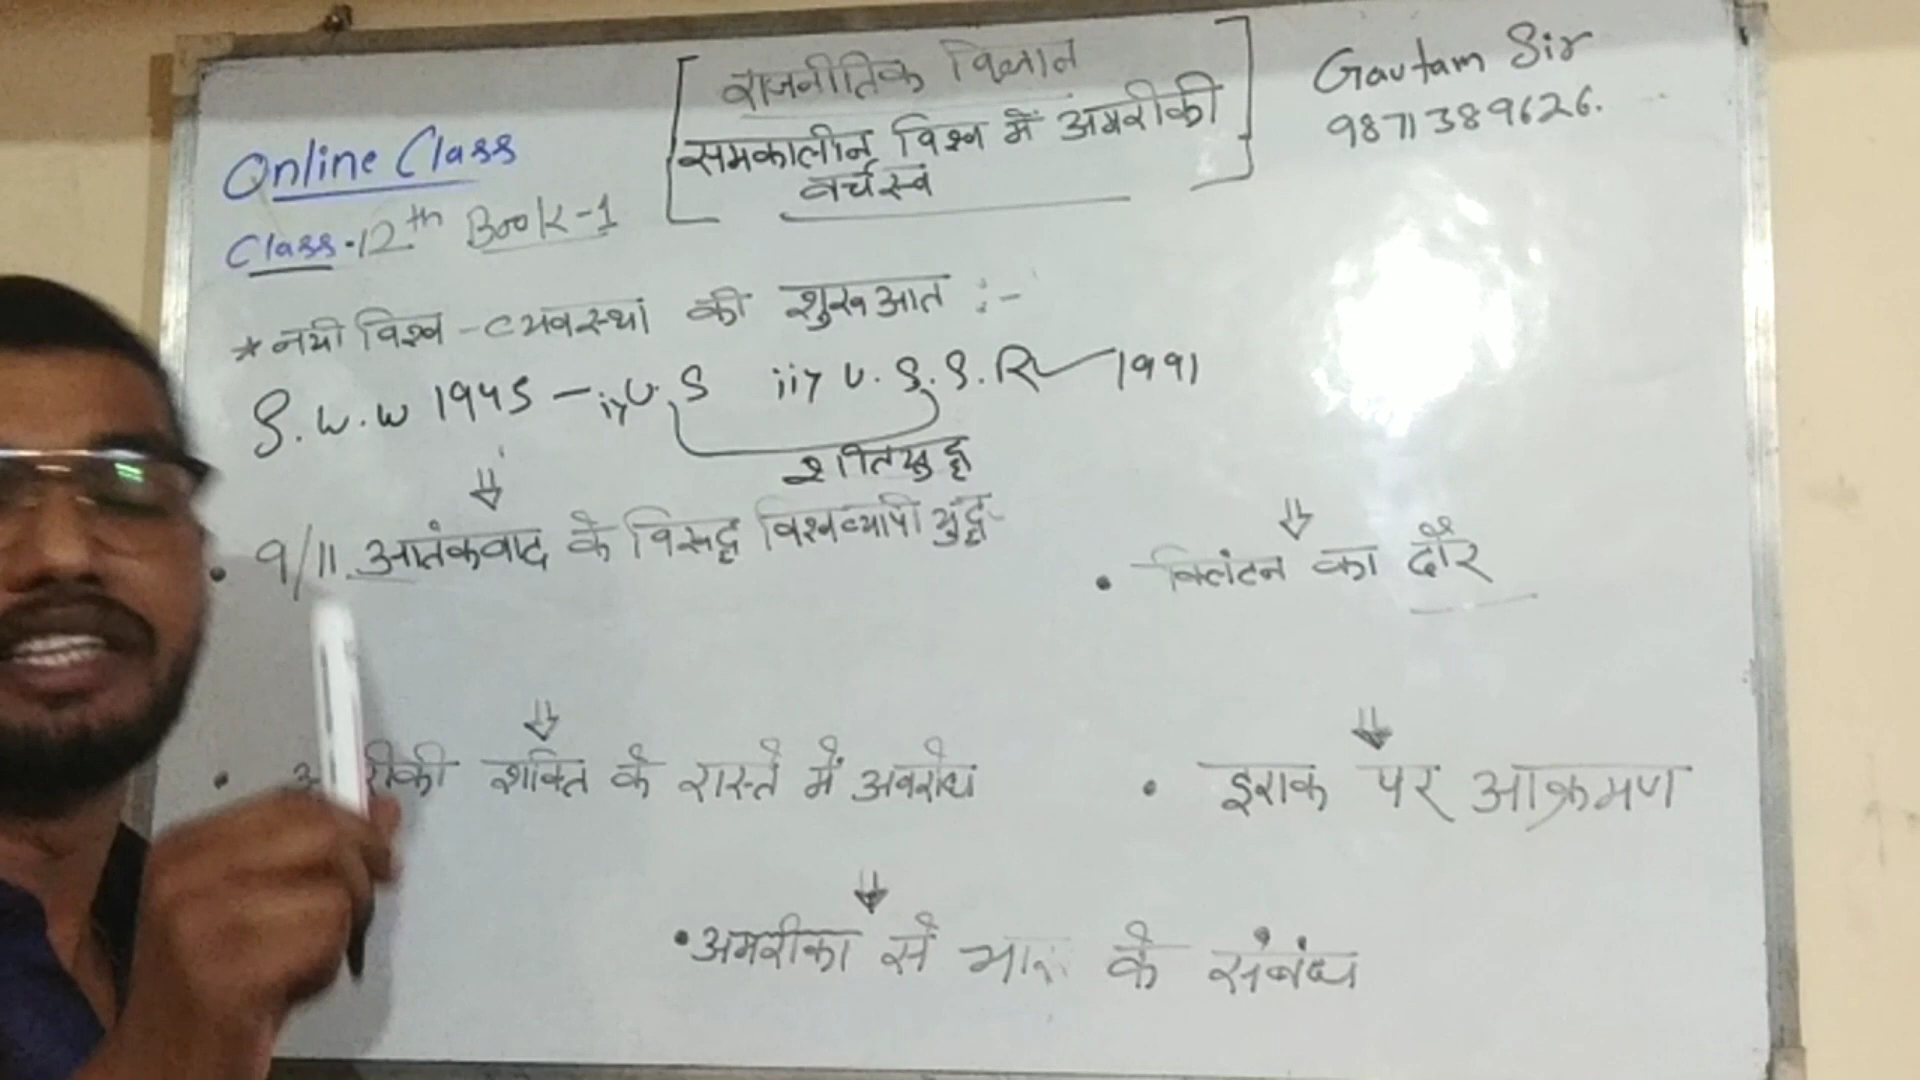 राजनीतिक विज्ञान
समकालीन विश्व में अमरीकी
वर्चस्व
Gautam Sir
9871389626.
Online Class
Class-12th Book-1
* नयी विश्व-व्यवस्था की शुरूआत :-
S.W.W 1945 - i) U.S ii) U.S.S.R 1991
शीतयुद्ध
• 9/11 आतंकवाद के विरूद्ध विश्वव्यापी युद्ध
• क्लिंटन का दौर
• शक्ति के रास्ते में अवरोध
• इराक पर आक्रमण
• अमरीका से के संबंध